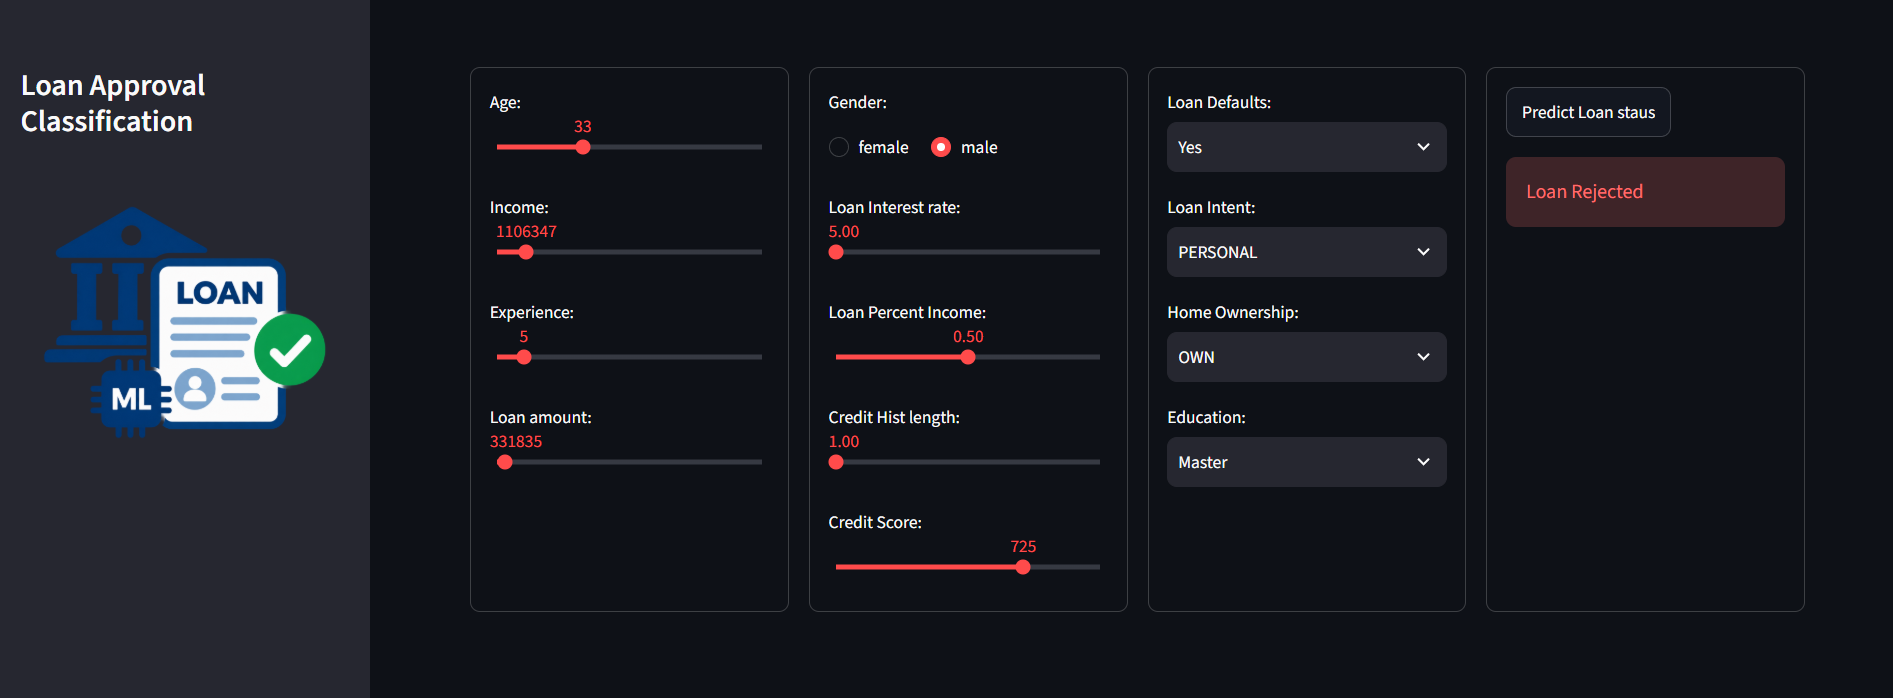 Loan Approval
Classification
LOAN
ML
Age:
33
Income:
1106347
Experience:
5
Loan amount:
331835
Gender:
female
male
Loan Interest rate:
5.00
Loan Percent Income:
0.50
Credit Hist length:
1.00
Credit Score:
725
Loan Defaults:
Yes
Loan Intent:
PERSONAL
Home Ownership:
OWN
Education:
Master
Predict Loan staus
Loan Rejected